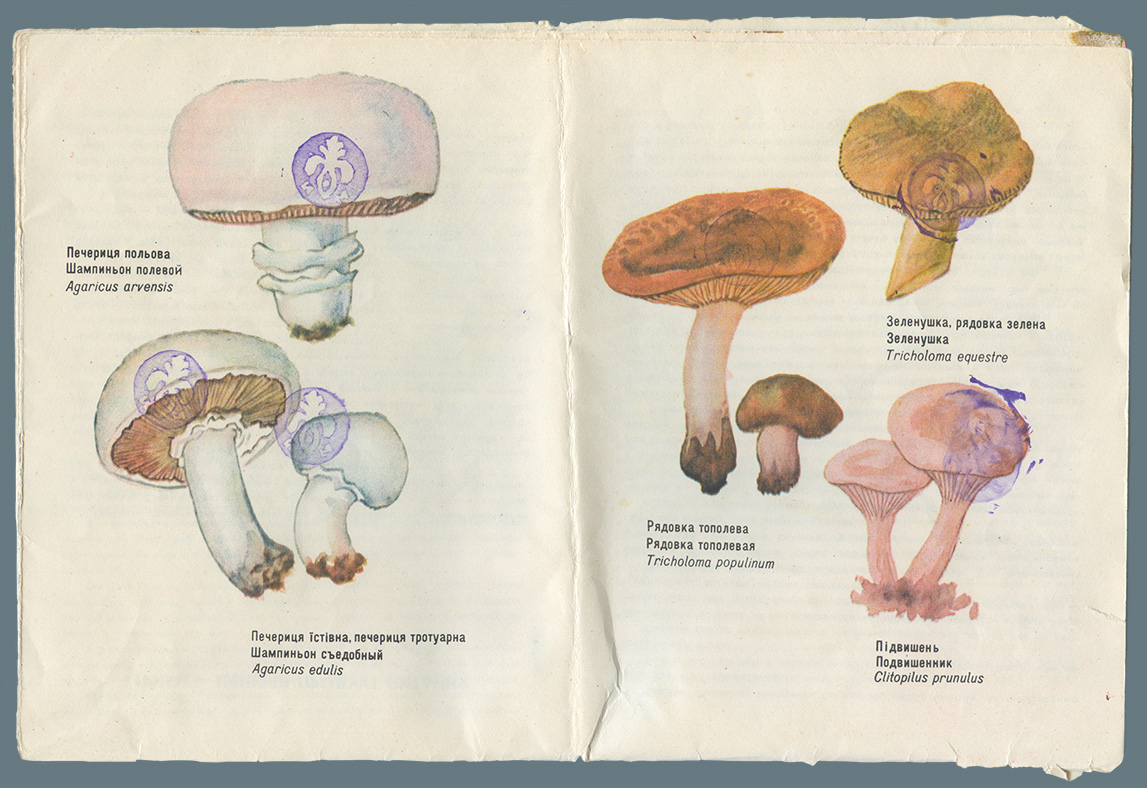 Печериця польова
Шампиньон полевой
Agaricus arvensis
Печериця їстівна, печериця тротуарна
Шампиньон съедобный
Agaricus edulis
Зеленушка, рядовка зелена
Зеленушка
Tricholoma equestre
Рядовка тополева
Рядовка тополевая
Tricholoma populinum
Підвишень
Подвишенник
Clitopilus prunulus